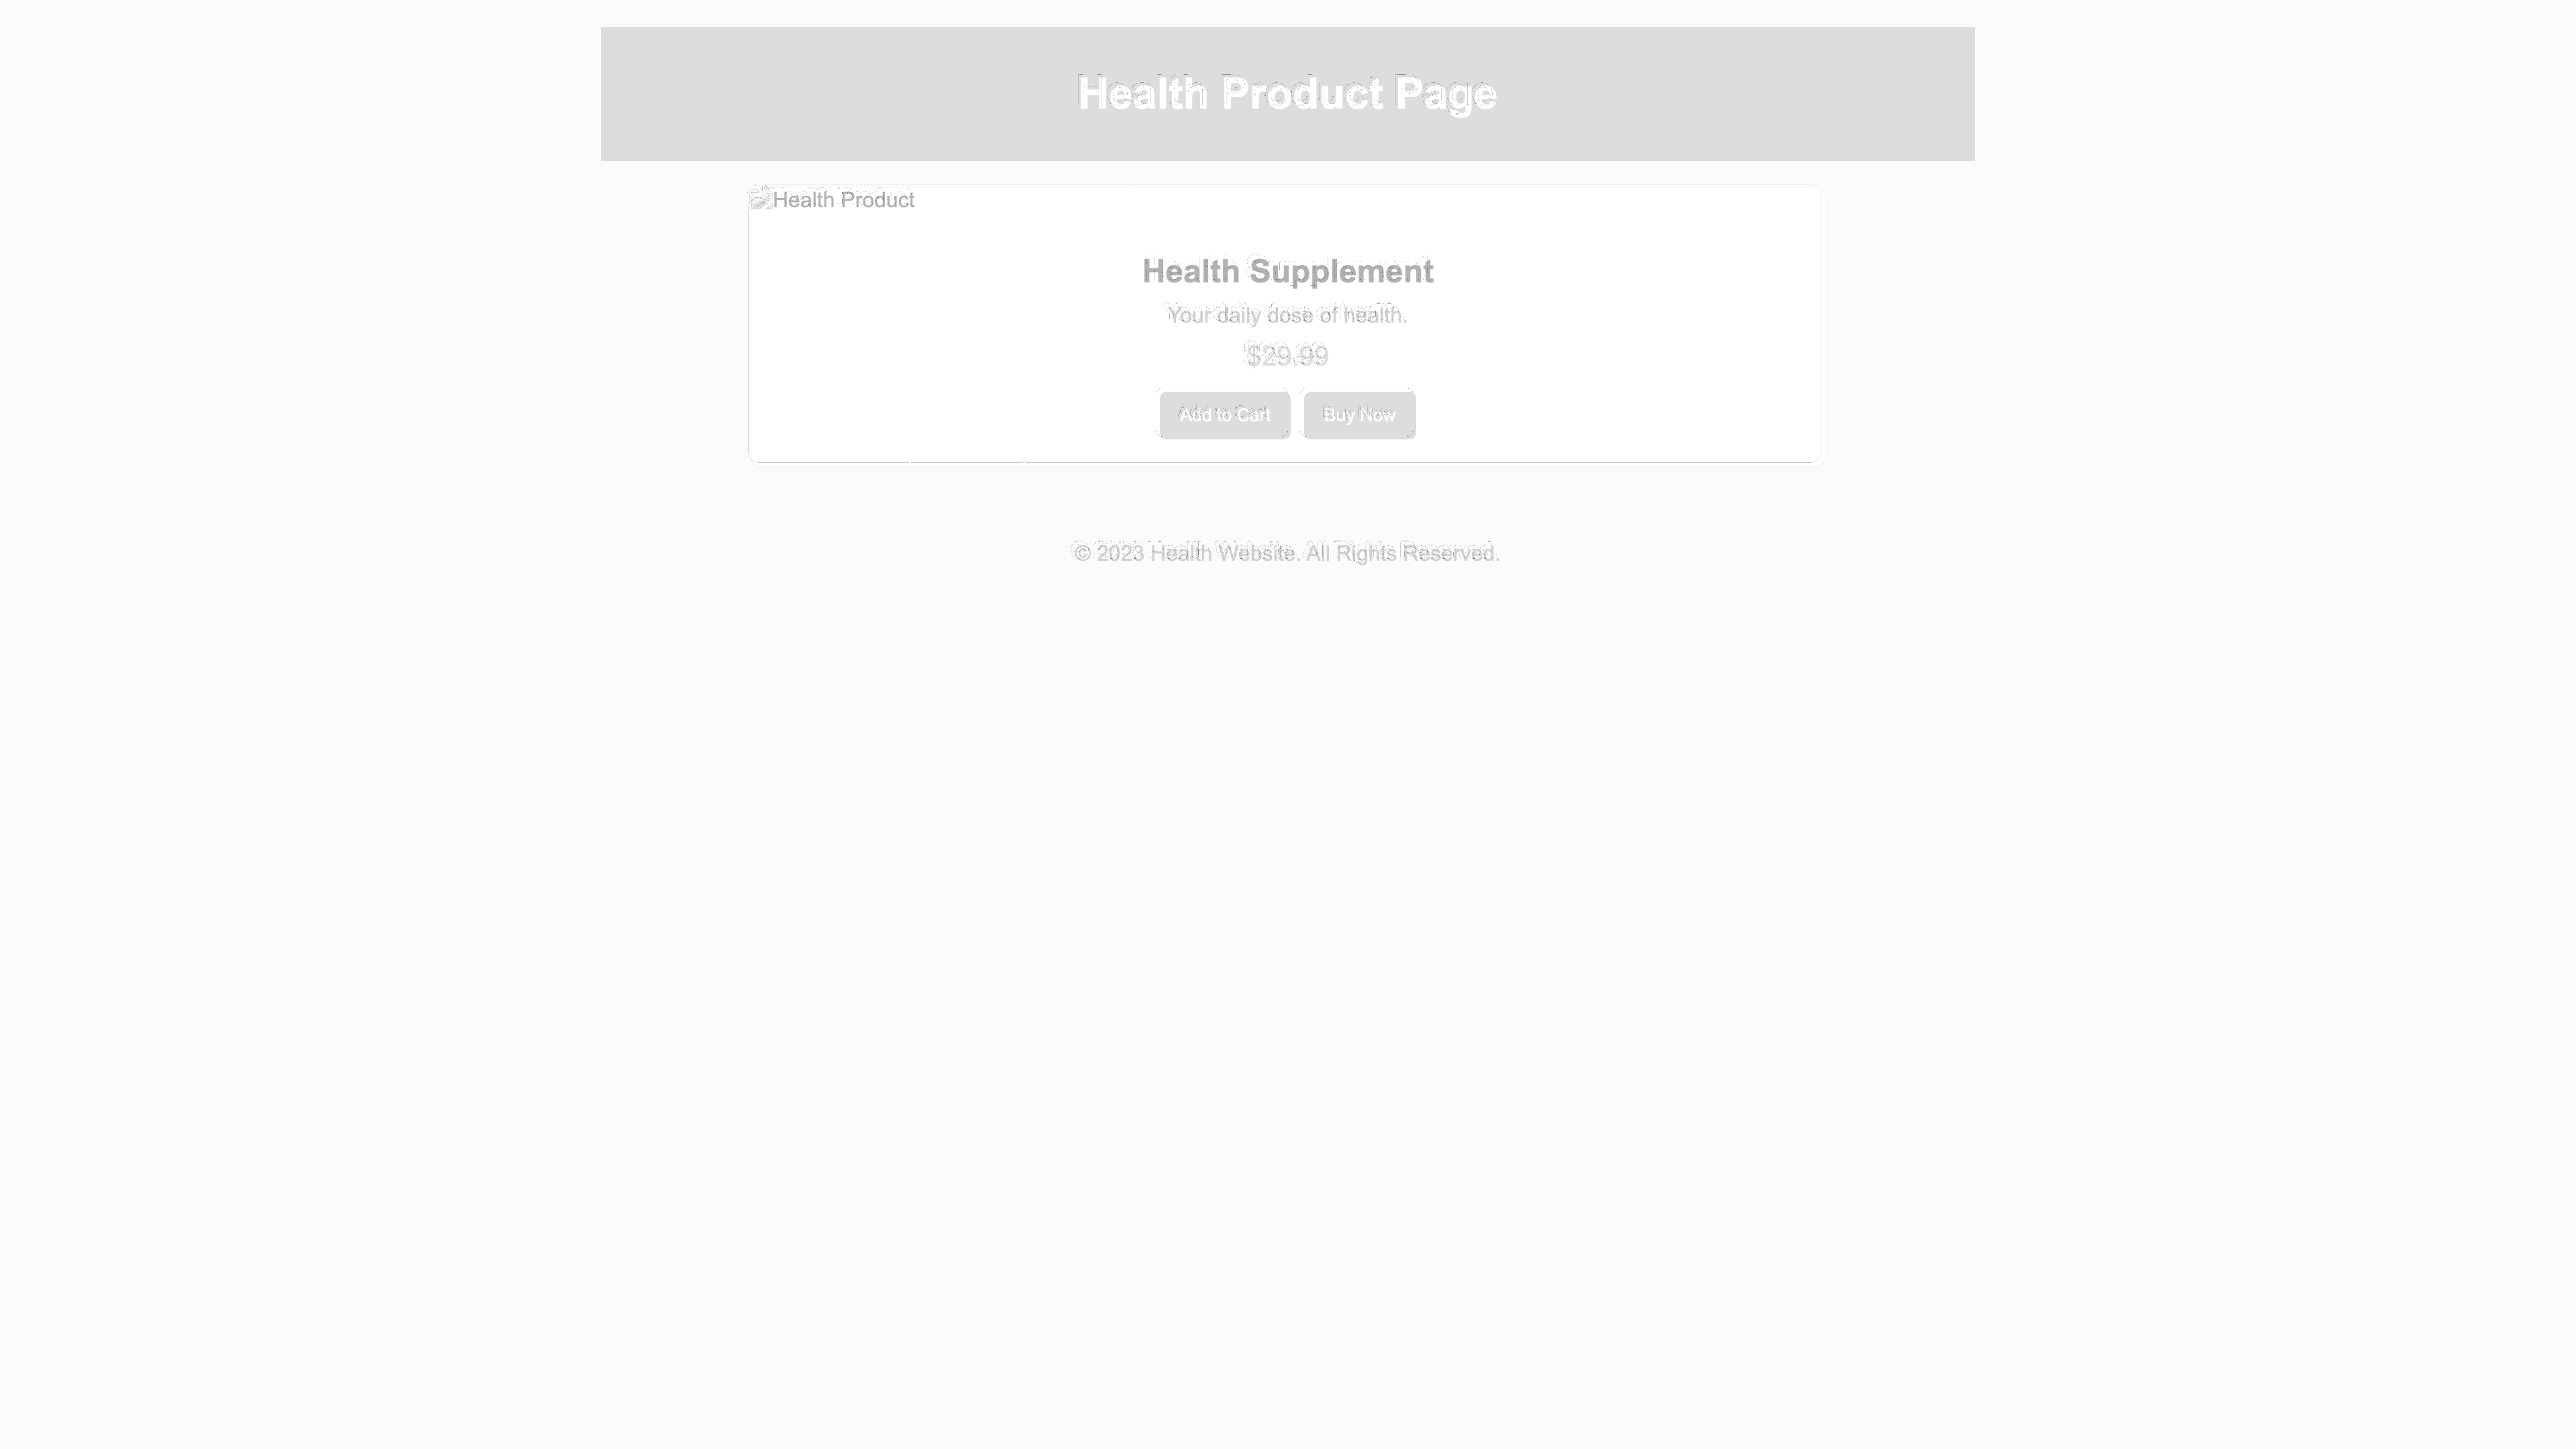 Health Product Page
Health Product
Health Supplement
Your daily dose of health.
$29.99
Add to Cart
Buy Now
© 2023 Health Website. All Rights Reserved.